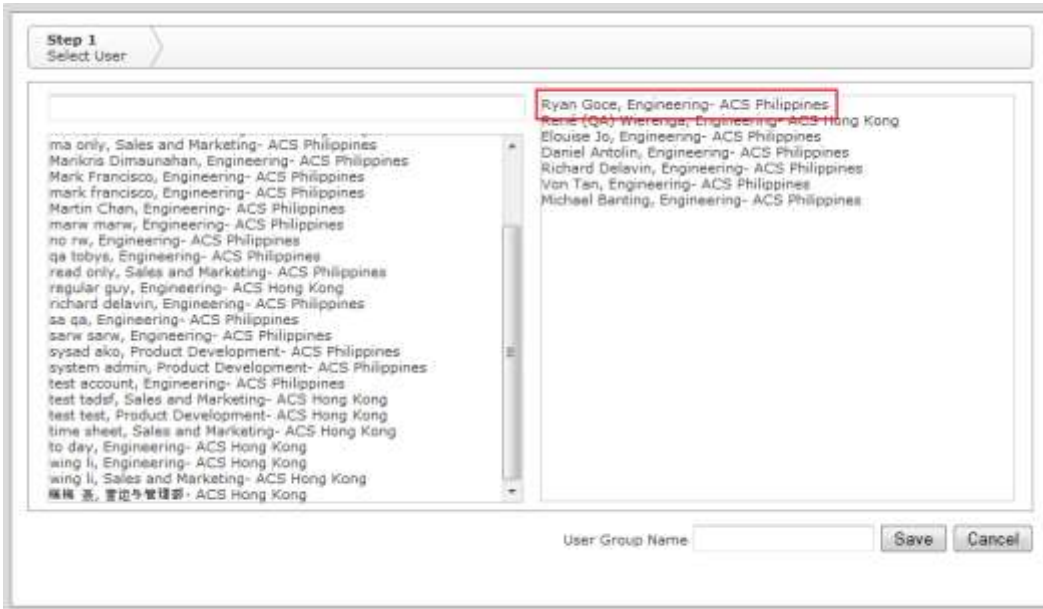 Step 1
Select User
ma only, Sales and Marketing- ACS Philippines
Marikris Dimaunahan, Engineering- ACS Philippines
Mark Francisco, Engineering- ACS Philippines
mark francisco, Engineering- ACS Philippines
Martin Chan, Engineering- ACS Philippines
marw marw, Engineering- ACS Philippines
no rw, Engineering- ACS Philippines
qa tobys, Engineering- ACS Philippines
read only, Sales and Marketing- ACS Philippines
regular guy, Engineering- ACS Hong Kong
richard delavin, Engineering- ACS Philippines
sa qa, Engineering- ACS Philippines
sarw sarw, Engineering- ACS Philippines
sysad ako, Product Development- ACS Philippines
system admin, Product Development- ACS Philippines
test account, Engineering- ACS Philippines
test tadsf, Sales and Marketing- ACS Hong Kong
test test, Product Development- ACS Hong Kong
time sheet, Sales and Marketing- ACS Hong Kong
to day, Engineering- ACS Hong Kong
wing li, Engineering- ACS Hong Kong
wing li, Sales and Marketing- ACS Hong Kong
- ACS Hong Kong
Ryan Goce, Engineering- ACS Philippines
René (QA) Wierenga, Engineering- ACS Hong Kong
Elouise Jo, Engineering- ACS Philippines
Daniel Antolin, Engineering- ACS Philippines
Richard Delavin, Engineering- ACS Philippines
Von Tan, Engineering- ACS Philippines
Michael Banting, Engineering- ACS Philippines
User Group Name
Save
Cancel